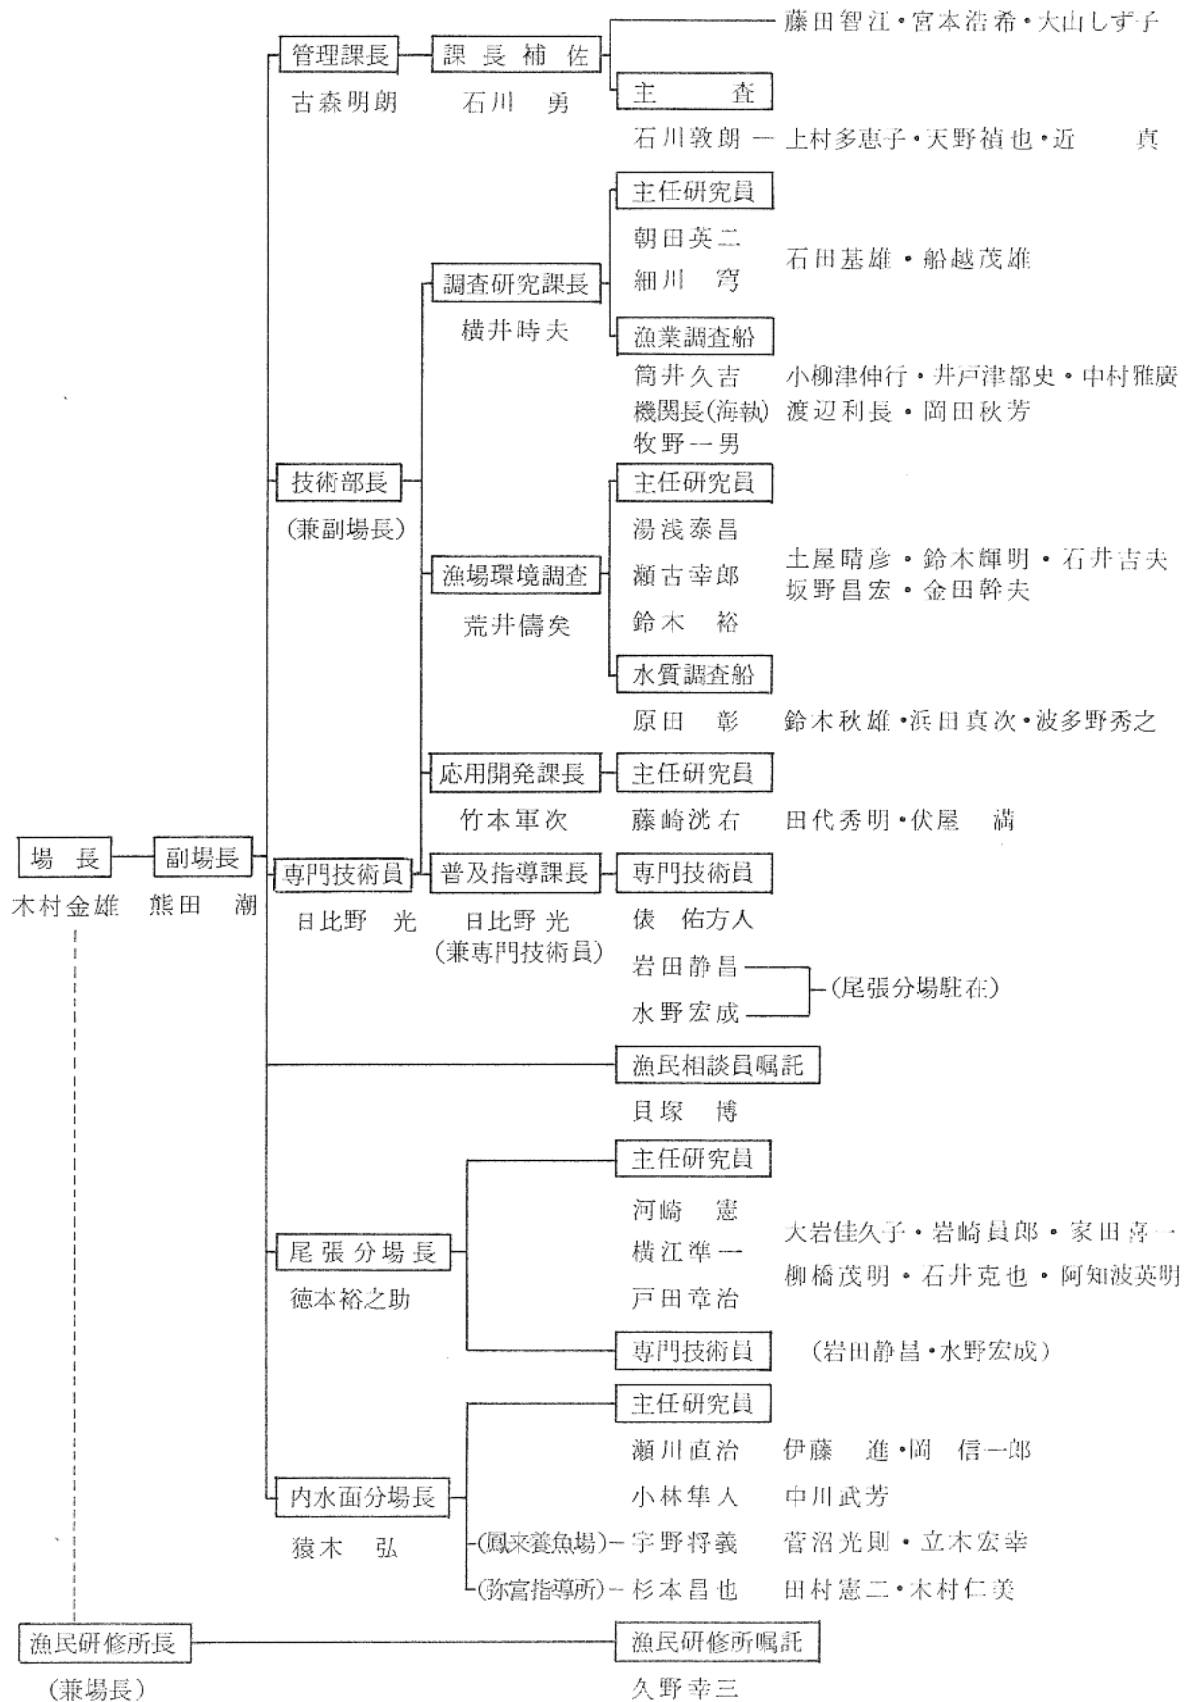 藤田智江・宮本浩希・大山しず子
管理課長 課長補佐
古森明朗 石川 勇 主 査
石川敦朗 ― 上村多恵子・天野禎也・近 真
主任研究員
朝田英二
石田基雄・船越茂雄
調査研究課長 細川 穹
横井時夫 漁業調査船
筒井久吉 小柳津伸行・井戸津都史・中村雅廣
機関長(海執) 渡辺利長・岡田秋芳
牧野一男
技術部長 主任研究員
(兼副場長) 湯浅泰昌
土屋晴彦・鈴木輝明・石井吉夫
漁場環境調査 瀬古幸郎
坂野昌宏・金田幹夫
荒井儔矣 鈴木 裕
水質調査船
原田 彰 鈴木秋雄・浜田真次・波多野秀之
応用開発課長 主任研究員
竹本軍次 藤崎洸右 田代秀明・伏屋 満
場 長 副場長 専門技術員 普及指導課長 専門技術員
木村金雄 熊田 潮 日比野 光 日比野 光 俵 佑方人
(兼専門技術員)
岩田静昌
(尾張分場駐在)
水野宏成
漁民相談員嘱託
貝塚 博
主任研究員
河崎 憲
大岩佳久子・岩崎員郎・家田喜一
尾張分場長 横江準一
柳橋茂明・石井克也・阿知波英明
徳本裕之助 戸田章治
専門技術員 (岩田静昌・水野宏成)
主任研究員
瀬川直治 伊藤 進・岡 信一郎
内水面分場長 小林隼人 中川武芳
猿木 弘 (鳳来養魚場)― 宇野将義 菅沼光則・立木宏幸
(弥富指導所)― 杉本昌也 田村憲二・木村仁美
漁民研修所長 漁民研修所嘱託
(兼場長) 久野幸三